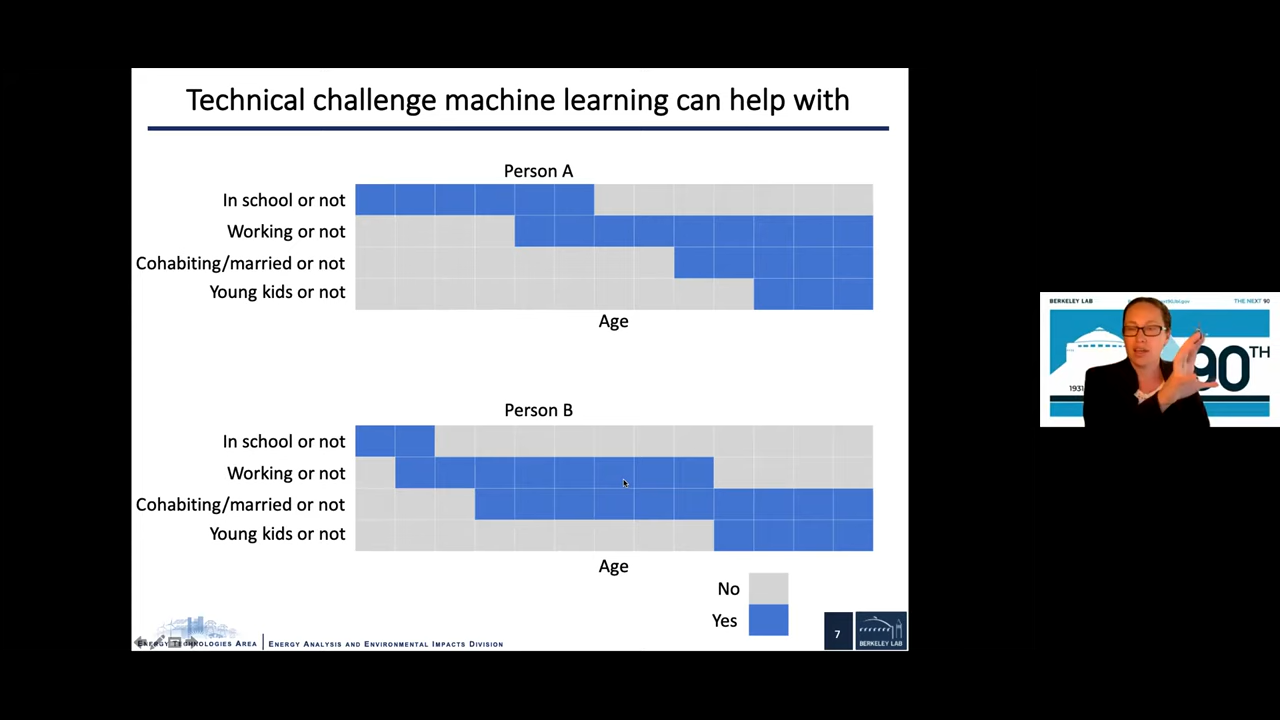 Technical challenge machine learning can help with
Person A
In school or not
Working or not
Cohabiting/married or not
Young kids or not
Age
Person B
In school or not
Working or not
Cohabiting/married or not
Young kids or not
Age
No
Yes
ENERGY TECHNOLOGIES AREA
ENERGY ANALYSIS AND ENVIRONMENTAL IMPACTS DIVISION
7
BERKELEY LAB
BERKELEY LAB
THE NEXT 90
90TH
1931